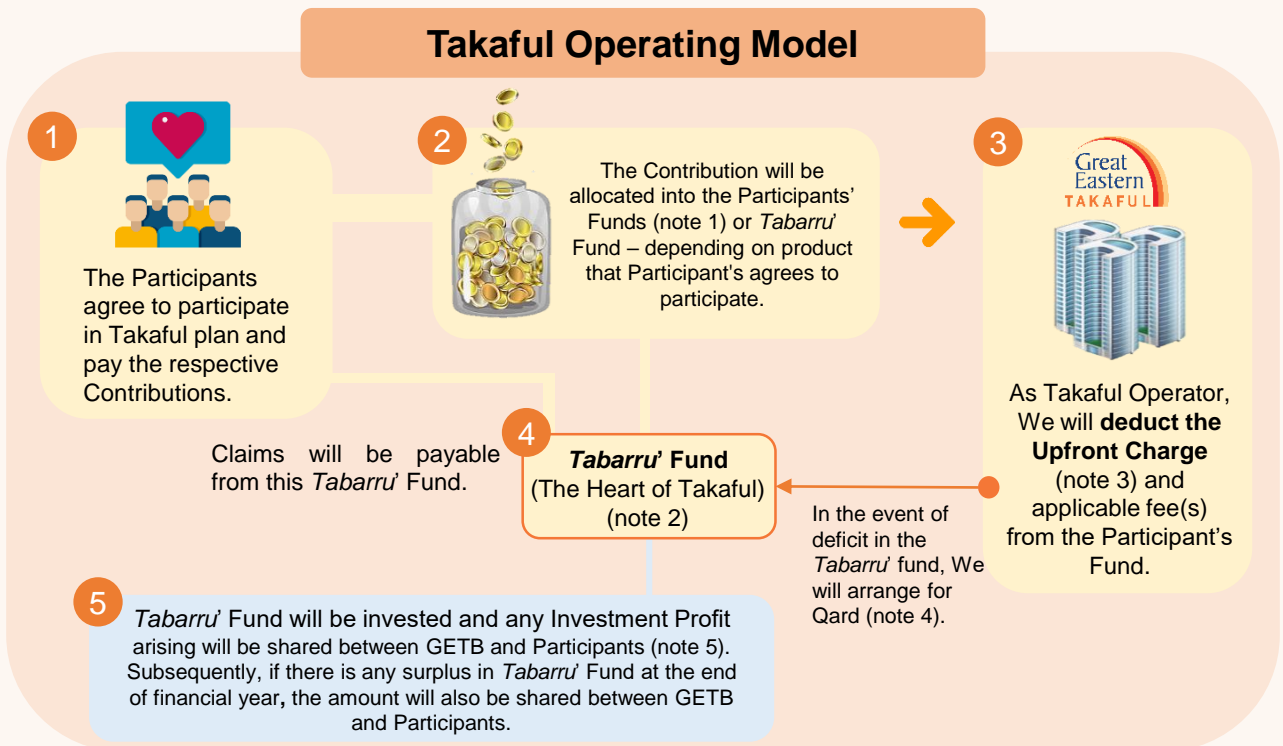 Takaful Operating Model
1
The Participants
agree to participate
in Takaful plan and
pay the respective
Contributions.
2
The Contribution will be
allocated into the Participants'
Funds (note 1) or Tabarru'
Fund – depending on product
that Participant's agrees to
participate.
3
Great
Eastern
TAKAFUL
As Takaful Operator,
We will deduct the
Upfront Charge
(note 3) and
applicable fee(s)
from the Participant's
Fund.
Claims will be payable
from this Tabarru' Fund.
4
Tabarru' Fund
(The Heart of Takaful)
(note 2)
In the event of
deficit in the
Tabarru' fund, We
will arrange for
Qard (note 4).
5
Tabarru' Fund will be invested and any Investment Profit
arising will be shared between GETB and Participants (note 5).
Subsequently, if there is any surplus in Tabarru' Fund at the end
of financial year, the amount will also be shared between GETB
and Participants.